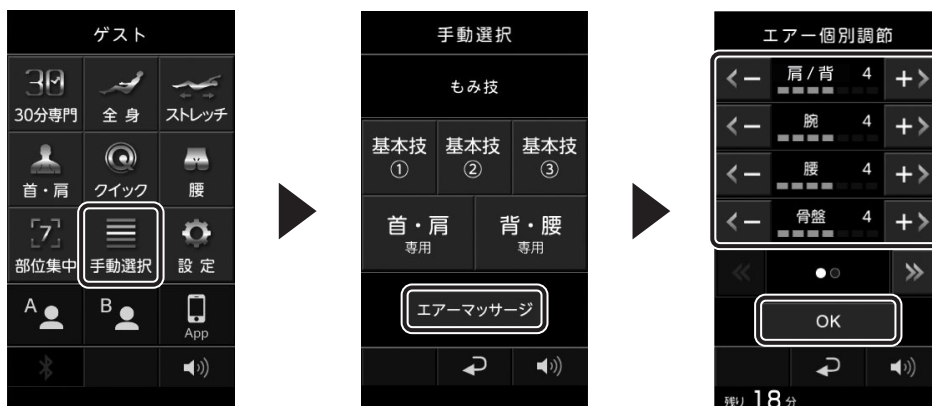 ゲスト
30
30分専門 全 身 ストレッチ
首・肩 クイック 腰
7
部位集中 手動選択 設 定
A B
App
手動選択
もみ技
基本技 基本技 基本技
① ② ③
首・肩 背・腰
専用 専用
エアーマッサージ
エアー個別調節
肩/背 4
腕 4
腰 4
骨盤 4
OK
残り 18 分